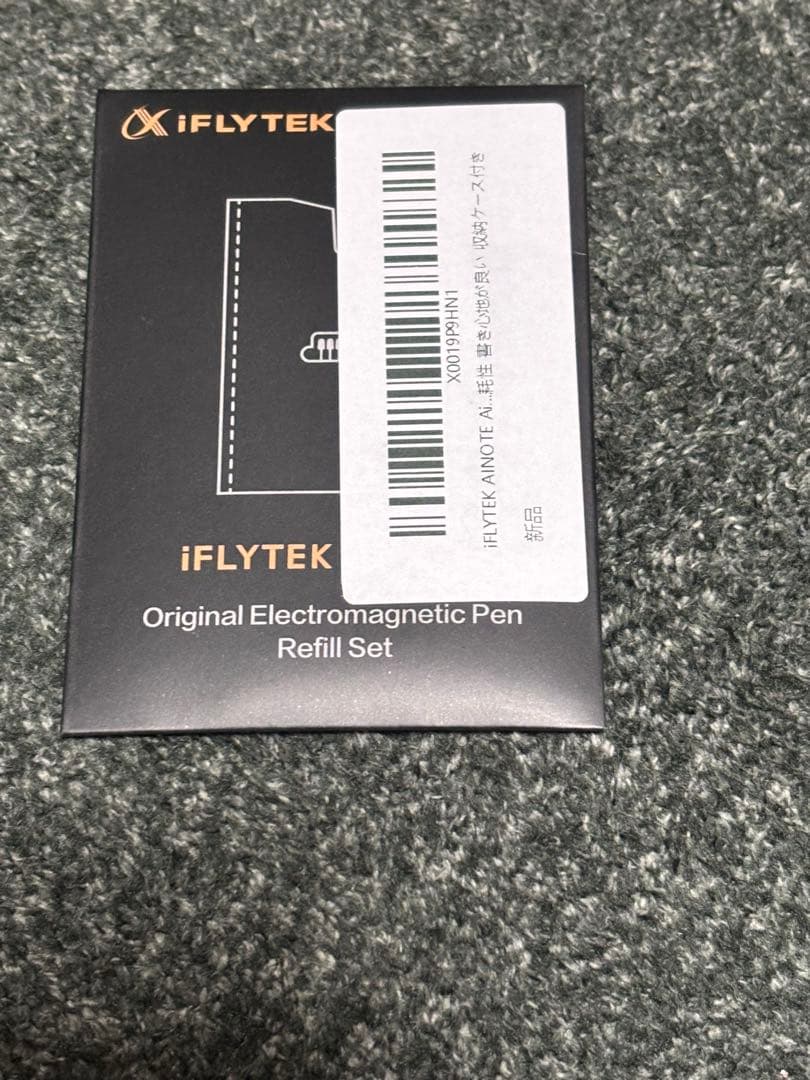 iFLYTEK
X0019P9HN1
iFLYTEK AINOTE Ai...耗性 書き心地が良い 収納ケース付き
新品
iFLYTEK
Original Electromagnetic Pen
Refill Set